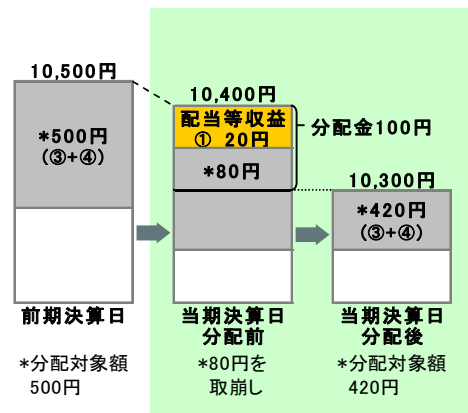 10,500円
*500円
(③+④)
前期決算日
*分配対象額
500円
10,400円
配当等収益
① 20円
*80円
分配金100円
当期決算日
分配前
*80円を
取崩し
10,300円
*420円
(③+④)
当期決算日
分配後
*分配対象額
420円